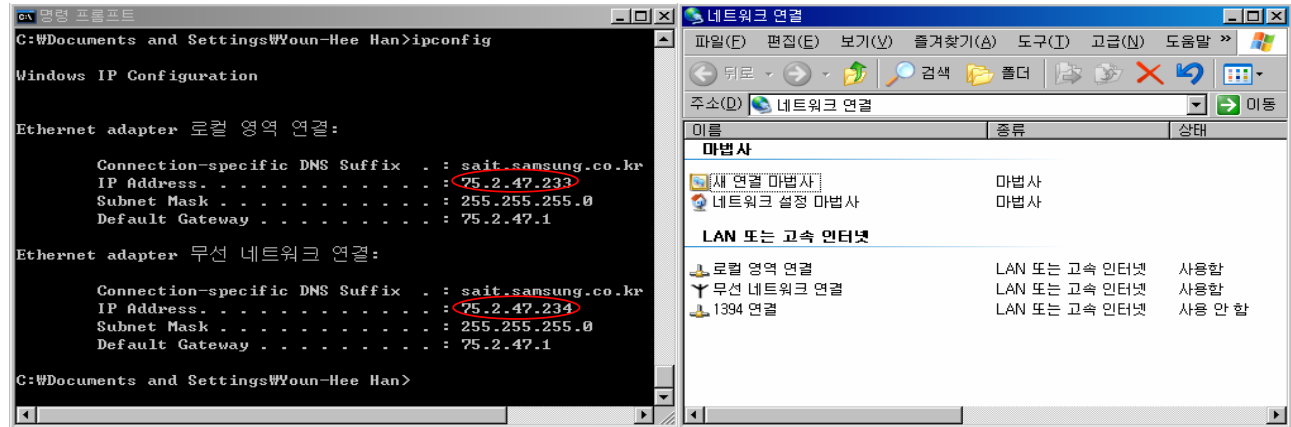 명령 프롬프트
C:₩Documents and Settings₩Youn-Hee Han>ipconfig
Windows IP Configuration
Ethernet adapter 로컬 영역 연결:
Connection-specific DNS Suffix . : sait.samsung.co.kr
IP Address. . . . . . . . . . . . : 75.2.47.233
Subnet Mask . . . . . . . . . . . : 255.255.255.0
Default Gateway . . . . . . . . . : 75.2.47.1
Ethernet adapter 무선 네트워크 연결:
Connection-specific DNS Suffix . : sait.samsung.co.kr
IP Address. . . . . . . . . . . . : 75.2.47.234
Subnet Mask . . . . . . . . . . . : 255.255.255.0
Default Gateway . . . . . . . . . : 75.2.47.1
C:₩Documents and Settings₩Youn-Hee Han>
네트워크 연결
파일(F) 편집(E) 보기(V) 즐겨찾기(A) 도구(T) 고급(N) 도움말 »
뒤로 검색 폴더
주소(D) 네트워크 연결 이동
이름 종류 상태
마법사
새 연결 마법사 마법사
네트워크 설정 마법사 마법사
LAN 또는 고속 인터넷
로컬 영역 연결 LAN 또는 고속 인터넷 사용함
무선 네트워크 연결 LAN 또는 고속 인터넷 사용함
1394 연결 LAN 또는 고속 인터넷 사용 안 함